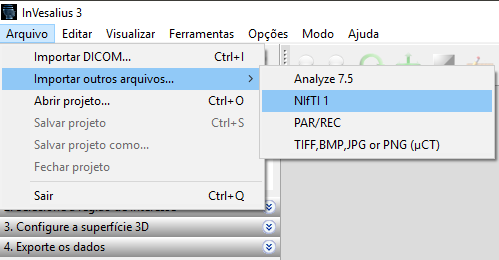 InVesalius 3
Arquivo Editar Visualizar Ferramentas Opções Modo Ajuda
Importar DICOM... Ctrl+I
Importar outros arquivos...
Analyze 7.5
NIfTI 1
PAR/REC
TIFF,BMP,JPG or PNG (µCT)
Abrir projeto... Ctrl+O
Salvar projeto Ctrl+S
Salvar projeto como...
Fechar projeto
Sair Ctrl+Q
3. Configure a superfície 3D
4. Exporte os dados